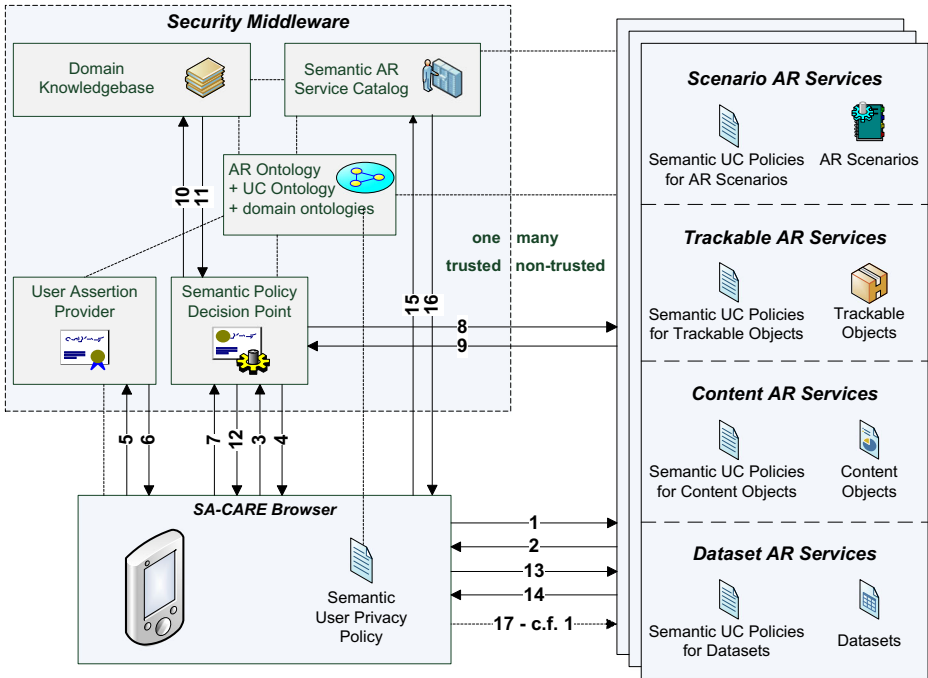 Security Middleware
Domain
Knowledgebase
Semantic AR
Service Catalog
AR Ontology
+ UC Ontology
+ domain ontologies
10
11
one
many
trusted
non-trusted
15
16
User Assertion
Provider
Semantic Policy
Decision Point
8
9
5
6
7
12
3
4
SA-CARE Browser
Semantic
User Privacy
Policy
1
2
13
14
17 - c.f. 1
Scenario AR Services
Semantic UC Policies
for AR Scenarios
AR Scenarios
Trackable AR Services
Semantic UC Policies
for Trackable Objects
Trackable
Objects
Content AR Services
Semantic UC Policies
for Content Objects
Content
Objects
Dataset AR Services
Semantic UC Policies
for Datasets
Datasets